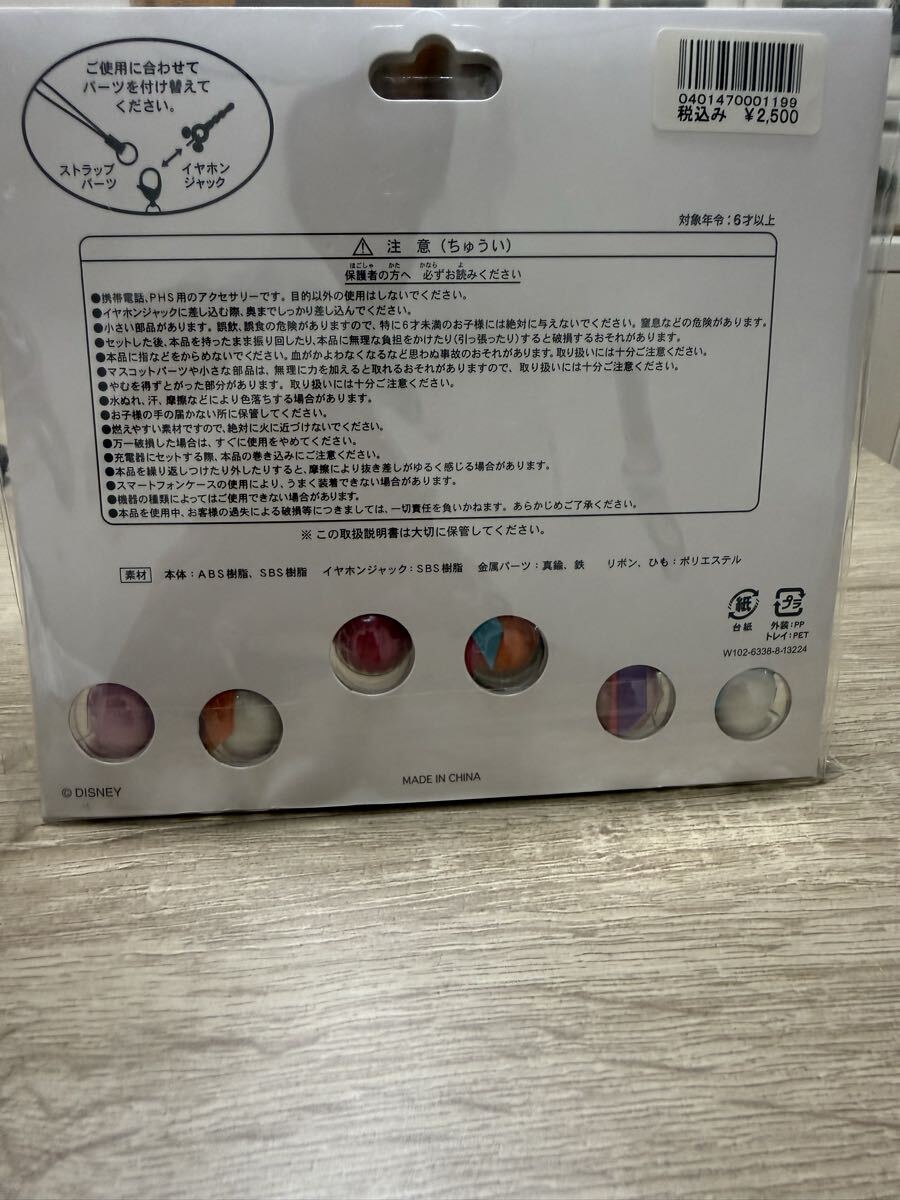 ご使用に合わせて
パーツを付け替えて
ください。
ストラップ
パーツ
イヤホン
ジャック
0401470001199
税込み ¥2,500
対象年令:6才以上
⚠ 注 意(ちゅうい)
ほごしゃ かた かなら よ
保護者の方へ 必ずお読みください
●携帯電話、PHS用のアクセサリーです。目的以外の使用はしないでください。
●イヤホンジャックに差し込む際、奥までしっかり差し込んでください。
●小さい部品があります。誤飲、誤食の危険がありますので、特に6才未満のお子様には絶対に与えないでください。窒息などの危険があります。
●セットした後、本品を持ったまま振り回したり、本品に無理な負担をかけたり(引っ張ったり)すると破損するおそれがあります。
●本品に指などをからめないでください。血がかよわなくなるなど思わぬ事故のおそれがあります。取り扱いには十分ご注意ください。
●マスコットパーツや小さな部品は、無理に力を加えると取れるおそれがありますので、取り扱いには十分ご注意ください。
●やむを得ずとがった部分があります。取り扱いには十分ご注意ください。
●水ぬれ、汗、摩擦などにより色落ちする場合があります。
●お子様の手の届かない所に保管してください。
●燃えやすい素材ですので、絶対に火に近づけないでください。
●万一破損した場合は、すぐに使用をやめてください。
●充電器にセットする際、本品の巻き込みにご注意ください。
●本品を繰り返しつけたり外したりすると、摩擦により抜き差しがゆるく感じる場合があります。
●スマートフォンケースの使用により、うまく装着できない場合があります。
●機器の種類によってはご使用できない場合があります。
●本品を使用中、お客様の過失による破損等につきましては、一切責任を負いかねます。あらかじめご了承ください。
※この取扱説明書は大切に保管してください。
素材 本体:ABS樹脂、SBS樹脂 イヤホンジャック:SBS樹脂 金属パーツ:真鍮、鉄 リボン、ひも:ポリエステル
紙 プラ
台紙 外装:PP
トレイ:PET
W102-6338-8-13224
© DISNEY
MADE IN CHINA